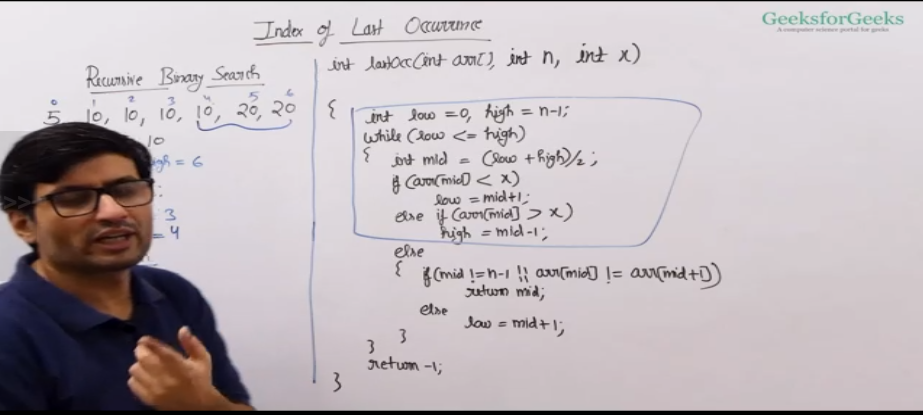 GeeksforGeeks
A computer science portal for geeks
Index of Last Occurrence
Recursive Binary Search
0 1 2 3 4 5 6
5 10, 10, 10, 10, 20, 20
10
= 6
3
= 4
int lastOcc(int arr[], int n, int x)
{
int low =0, high = n-1;
while (low <= high)
{ int mid = (low + high)/2;
if (arr[mid] < x)
low = mid+1;
else if (arr[mid] > x)
high = mid-1;
else
{ if(mid != n-1 || arr[mid] != arr[mid+1])
return mid;
else
low = mid+1;
}
}
return -1;
}